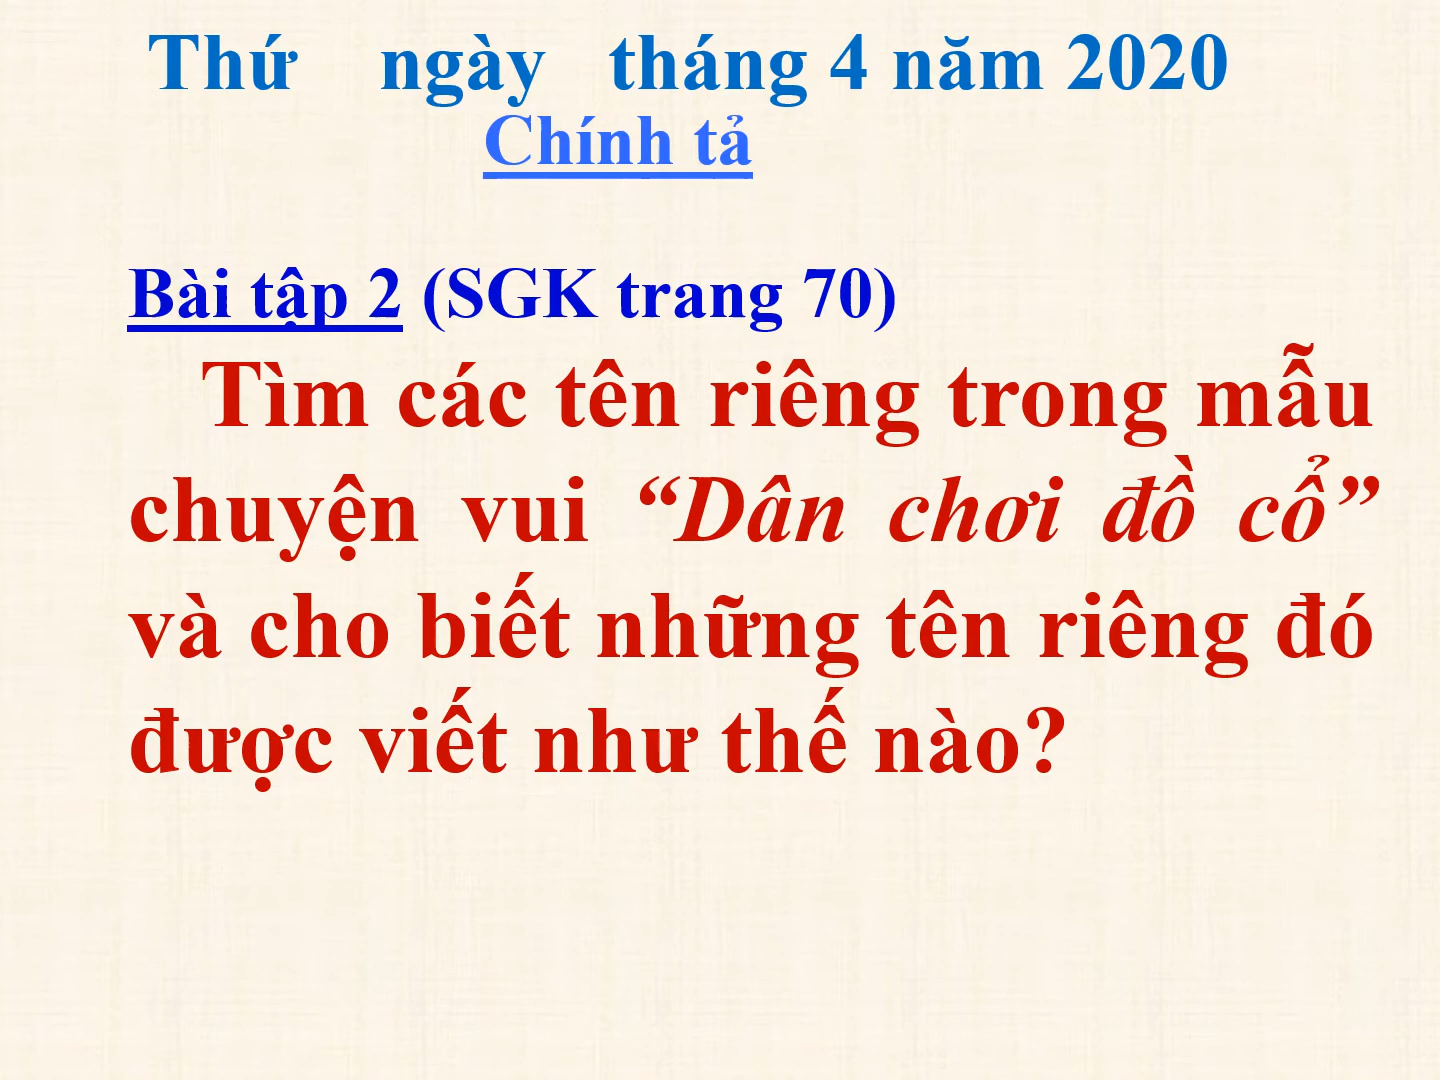 Thứ ngày tháng 4 năm 2020
Chính tả
Bài tập 2 (SGK trang 70)
Tìm các tên riêng trong mẫu
chuyện vui “Dân chơi đồ cổ”
và cho biết những tên riêng đó
được viết như thế nào?